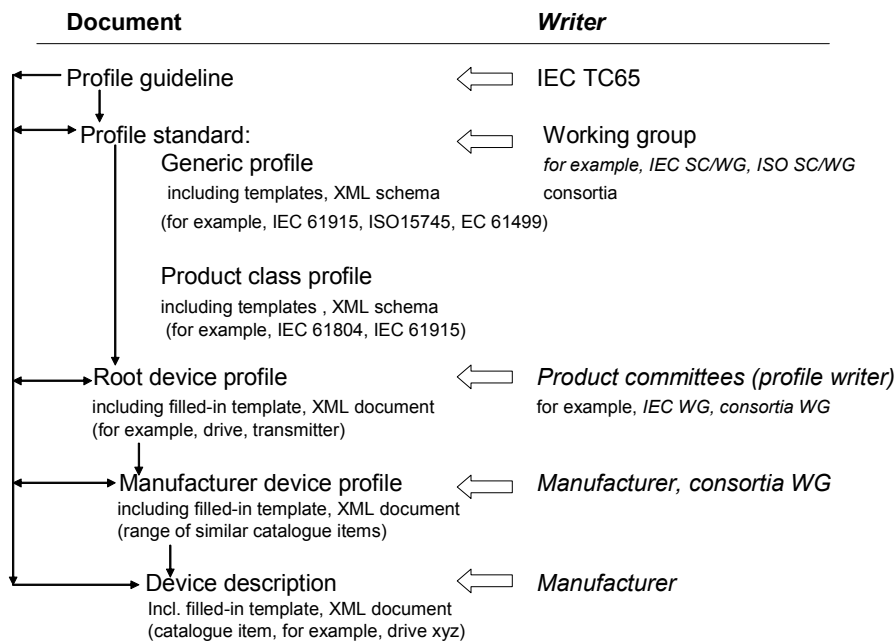 Document Writer
Profile guideline IEC TC65
Profile standard: Working group
Generic profile for example, IEC SC/WG, ISO SC/WG
including templates, XML schema consortia
(for example, IEC 61915, ISO15745, EC 61499)
Product class profile
including templates , XML schema
(for example, IEC 61804, IEC 61915)
Root device profile Product committees (profile writer)
including filled-in template, XML document for example, IEC WG, consortia WG
(for example, drive, transmitter)
Manufacturer device profile Manufacturer, consortia WG
including filled-in template, XML document
(range of similar catalogue items)
Device description Manufacturer
Incl. filled-in template, XML document
(catalogue item, for example, drive xyz)